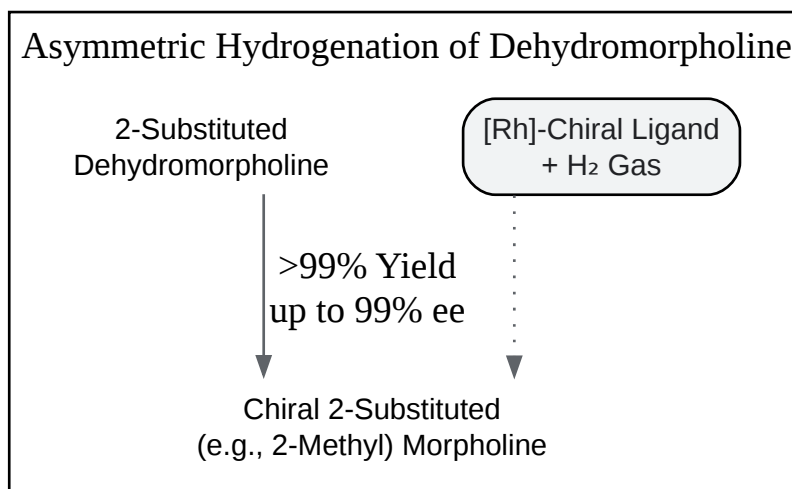 Asymmetric Hydrogenation of Dehydromorpholine
2-Substituted
Dehydromorpholine
[Rh]-Chiral Ligand
+ H₂ Gas
>99% Yield
up to 99% ee
Chiral 2-Substituted
(e.g., 2-Methyl) Morpholine